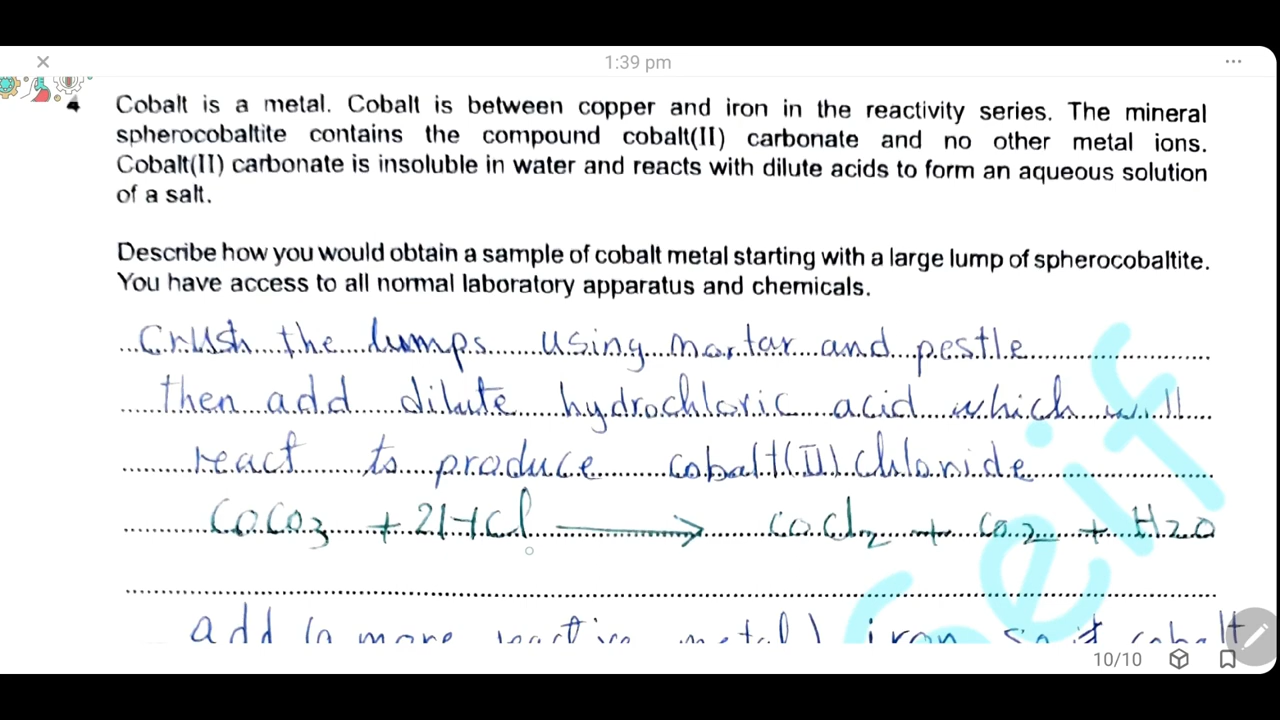 1:39 pm
4 Cobalt is a metal. Cobalt is between copper and iron in the reactivity series. The mineral
spherocobaltite contains the compound cobalt(II) carbonate and no other metal ions.
Cobalt(II) carbonate is insoluble in water and reacts with dilute acids to form an aqueous solution
of a salt.
Describe how you would obtain a sample of cobalt metal starting with a large lump of spherocobaltite.
You have access to all normal laboratory apparatus and chemicals.
Crush the lumps using mortar and pestle
then add dilute hydrochloric acid which will
react to produce cobalt(II) chloride
CoCO3 + 2HCl → CoCl2 + CO2 + H2O
add (a more reactive metal) iron salt cobalt
Seif
10/10